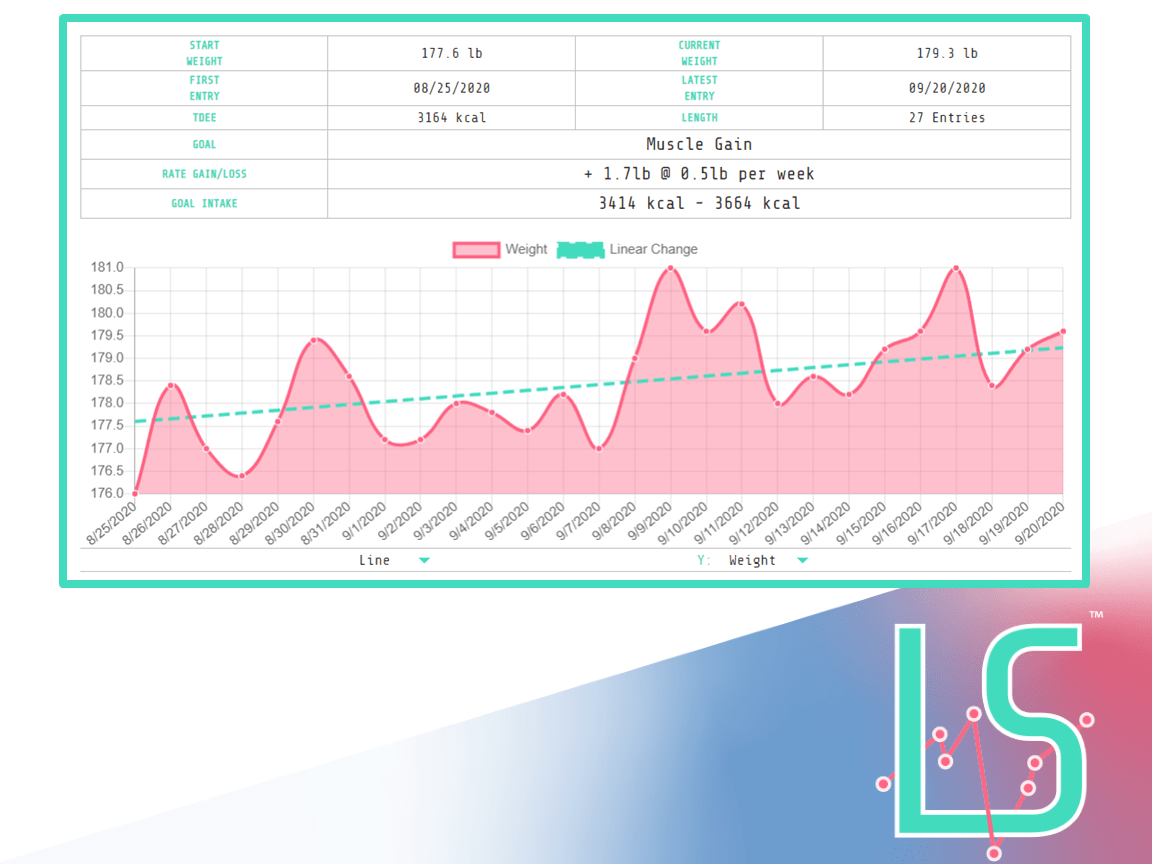 START
WEIGHT
177.6 lb
CURRENT
WEIGHT
179.3 lb
FIRST
ENTRY
08/25/2020
LATEST
ENTRY
09/20/2020
TDEE
3164 kcal
LENGTH
27 Entries
GOAL
Muscle Gain
RATE GAIN/LOSS
+ 1.7lb @ 0.5lb per week
GOAL INTAKE
3414 kcal - 3664 kcal
Weight
Linear Change
181.0
180.5
180.0
179.5
179.0
178.5
178.0
177.5
177.0
176.5
176.0
8/25/2020
8/26/2020
8/27/2020
8/28/2020
8/29/2020
8/30/2020
8/31/2020
9/1/2020
9/2/2020
9/3/2020
9/4/2020
9/5/2020
9/6/2020
9/7/2020
9/8/2020
9/9/2020
9/10/2020
9/11/2020
9/12/2020
9/13/2020
9/14/2020
9/15/2020
9/16/2020
9/17/2020
9/18/2020
9/19/2020
9/20/2020
Line
Y: Weight
LS™